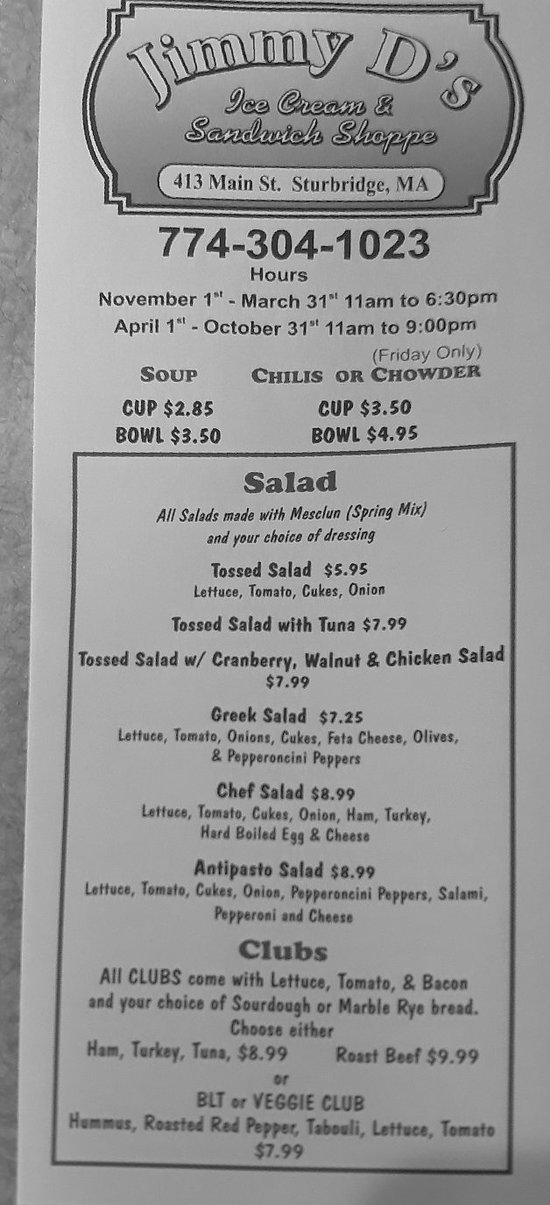 Jimmy D's
Ice Cream &
Sandwich Shoppe
413 Main St. Sturbridge, MA
774-304-1023
Hours
November 1st - March 31st 11am to 6:30pm
April 1st - October 31st 11am to 9:00pm
(Friday Only)
SOUP CHILIS OR CHOWDER
CUP $2.85 CUP $3.50
BOWL $3.50 BOWL $4.95
Salad
All Salads made with Mesclun (Spring Mix)
and your choice of dressing
Tossed Salad $5.95
Lettuce, Tomato, Cukes, Onion
Tossed Salad with Tuna $7.99
Tossed Salad w/ Cranberry, Walnut & Chicken Salad
$7.99
Greek Salad $7.25
Lettuce, Tomato, Onions, Cukes, Feta Cheese, Olives,
& Pepperoncini Peppers
Chef Salad $8.99
Lettuce, Tomato, Cukes, Onion, Ham, Turkey,
Hard Boiled Egg & Cheese
Antipasto Salad $8.99
Lettuce, Tomato, Cukes, Onion, Pepperoncini Peppers, Salami,
Pepperoni and Cheese
Clubs
All CLUBS come with Lettuce, Tomato, & Bacon
and your choice of Sourdough or Marble Rye bread.
Choose either
Ham, Turkey, Tuna, $8.99 Roast Beef $9.99
or
BLT or VEGGIE CLUB
Hummus, Roasted Red Pepper, Tabouli, Lettuce, Tomato
$7.99